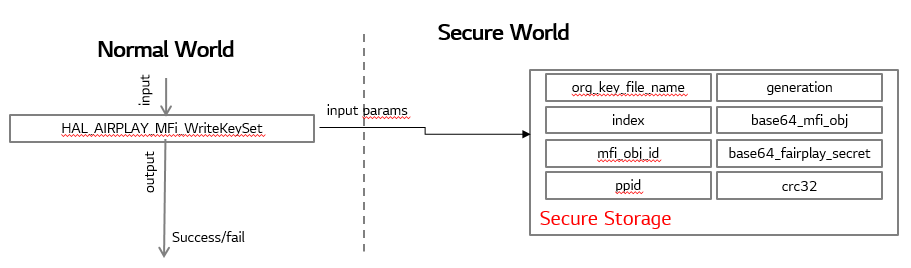 Normal World
Secure World
input
HAL_AIRPLAY_MFi_WriteKeySet
output
Success/fail
input params
org_key_file_name
generation
index
base64_mfi_obj
mfi_obj_id
base64_fairplay_secret
ppid
crc32
Secure Storage